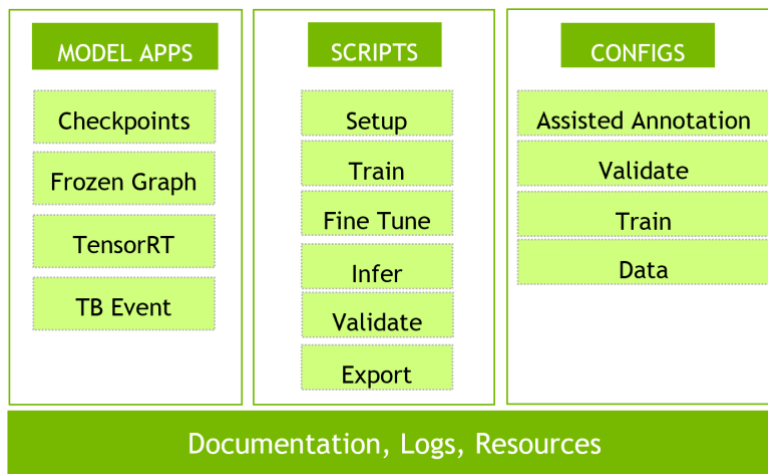 MODEL APPS
Checkpoints
Frozen Graph
TensorRT
TB Event
SCRIPTS
Setup
Train
Fine Tune
Infer
Validate
Export
CONFIGS
Assisted Annotation
Validate
Train
Data
Documentation, Logs, Resources